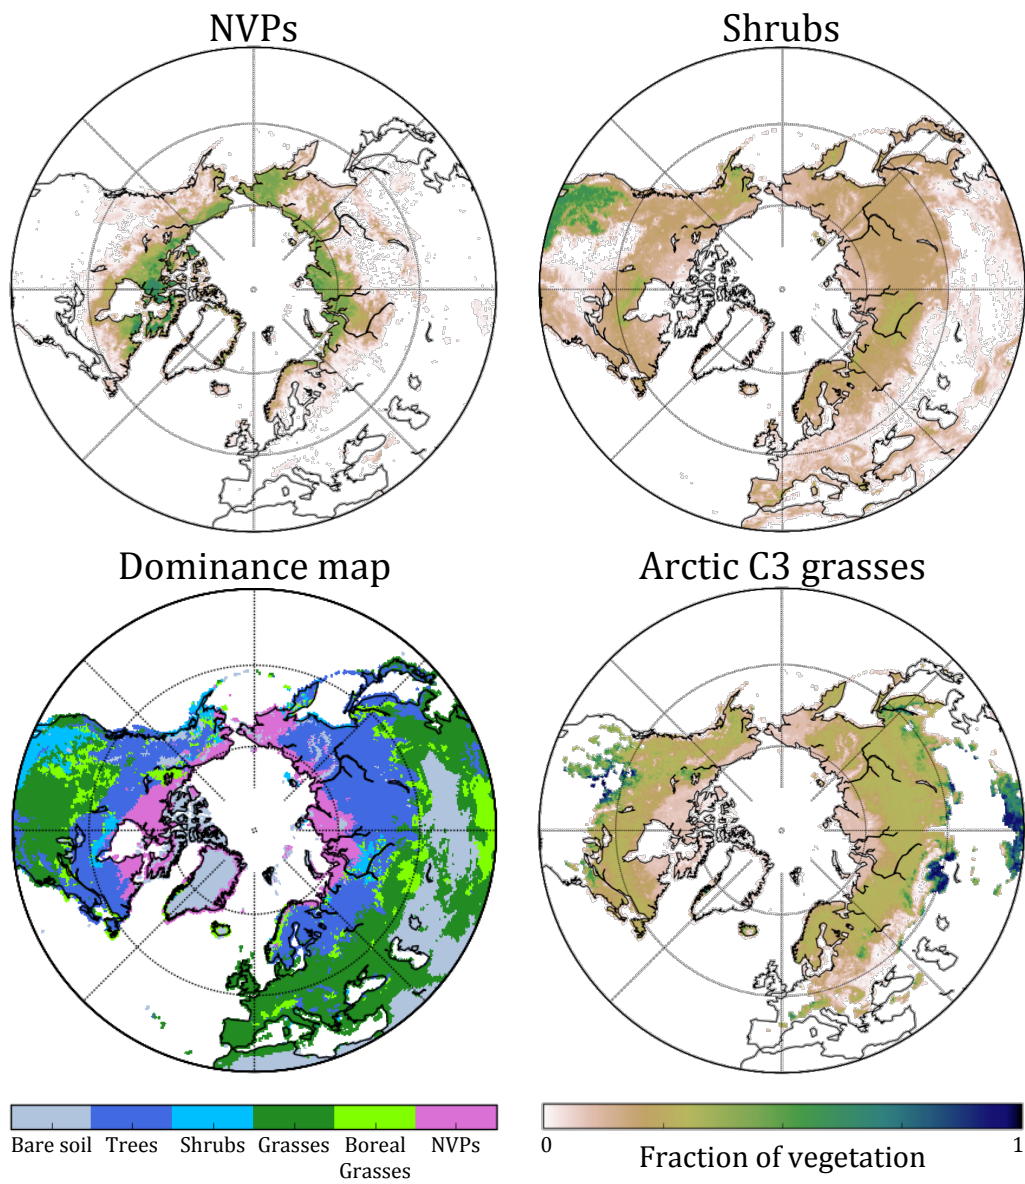 NVPs
Shrubs
Dominance map
Arctic C3 grasses
Bare soil Trees Shrubs Grasses Boreal Grasses NVPs
0 1
Fraction of vegetation